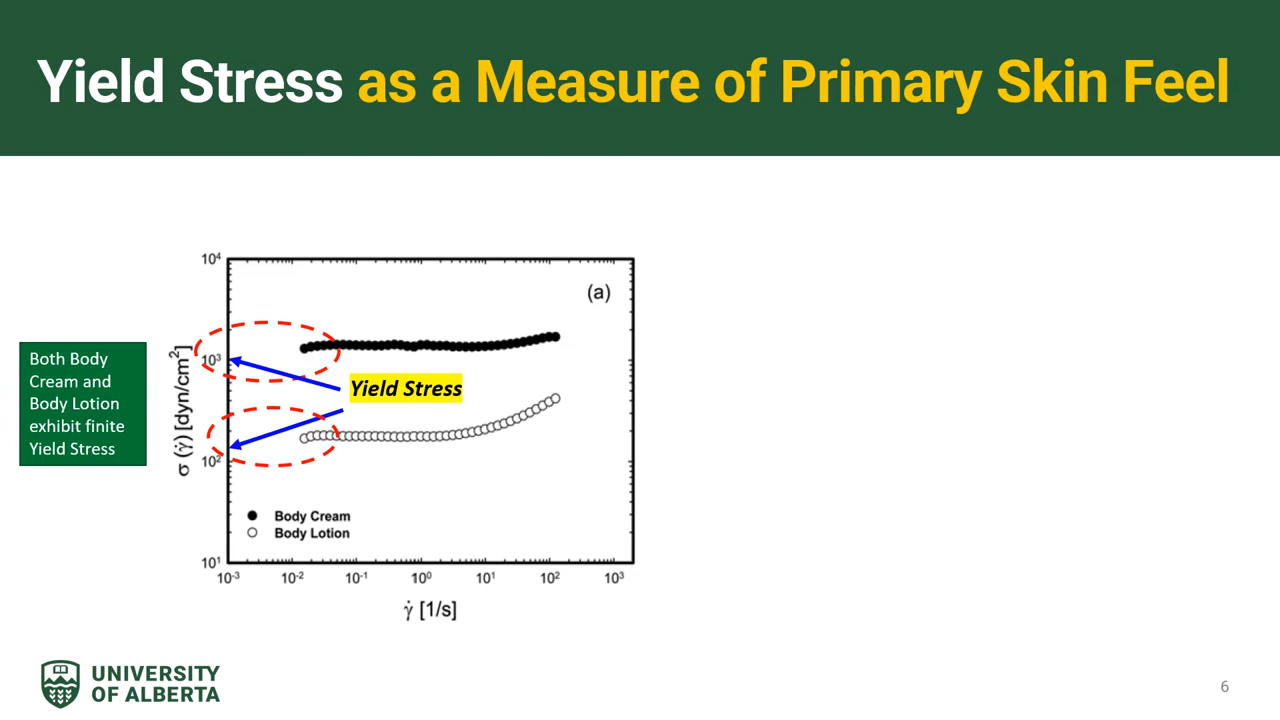 Yield Stress as a Measure of Primary Skin Feel
Both Body
Cream and
Body Lotion
exhibit finite
Yield Stress
σ (γ̇) [dyn/cm²]
10⁴
10³
10²
10¹
(a)
Yield Stress
Body Cream
Body Lotion
10⁻³ 10⁻² 10⁻¹ 10⁰ 10¹ 10² 10³
γ̇ [1/s]
UNIVERSITY
OF ALBERTA
6